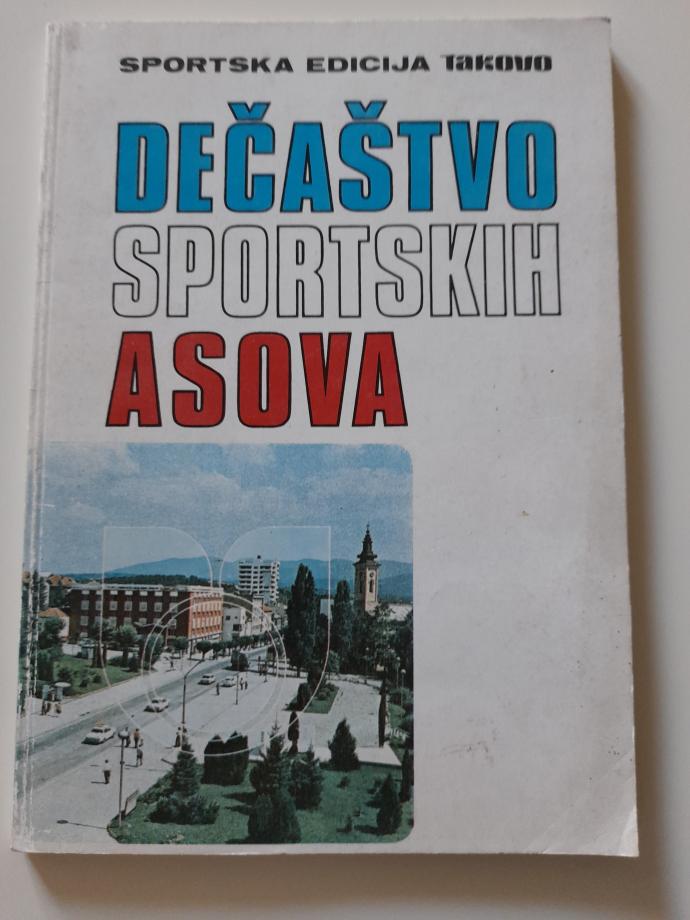 SPORTSKA EDICIJA Takovo
DEČAŠTVO
SPORTSKIH
ASOVA